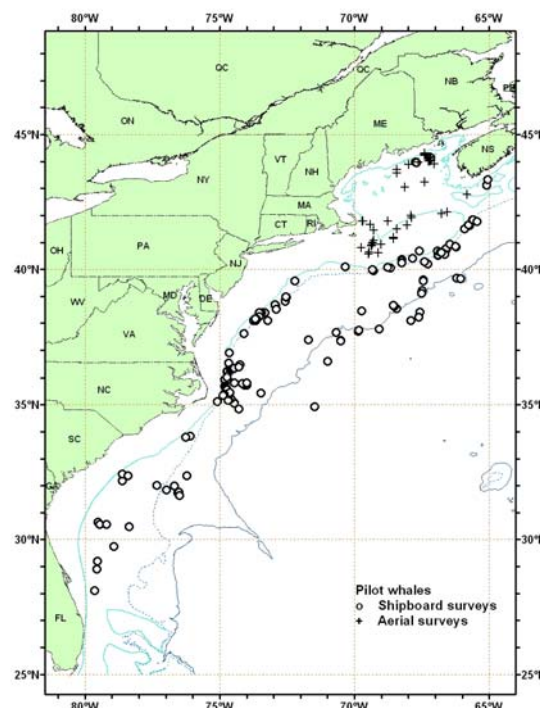 80°W 75°W 70°W 65°W
QC QC NB
PE
ON ME
45°N 45°N
NS
VT
NH
NY
MA
CT RI
PA
OH NJ
40°N 40°N
MD DE
WV
VA
NC
35°N 35°N
SC
GA
30°N 30°N
Pilot whales
Shipboard surveys
Aerial surveys
FL
25°N 25°N
80°W 75°W 70°W 65°W